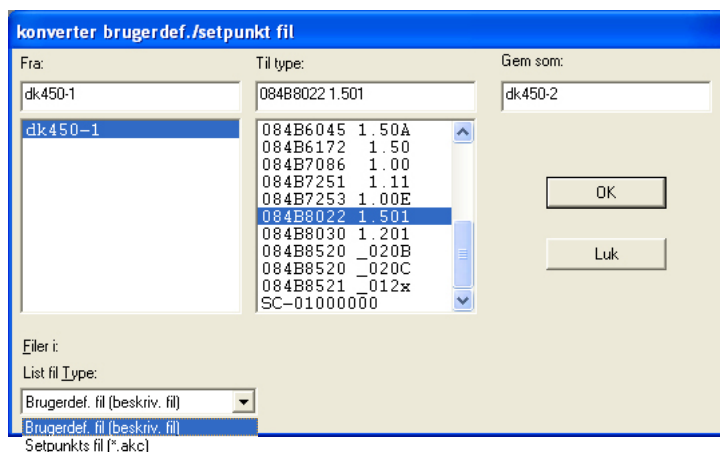 konverter brugerdef./setpunkt fil
Fra:
Til type:
Gem som:
dk450-1
084B8022 1.501
dk450-2
dk450-1
084B6045 1.50A
084B6172 1.50
084B7086 1.00
084B7251 1.11
084B7253 1.00E
084B8022 1.501
084B8030 1.201
084B8520 _020B
084B8520 _020C
084B8521 _012x
SC-01000000
OK
Luk
Filer i:
List fil Type:
Brugerdef. fil (beskriv. fil)
Brugerdef. fil (beskriv. fil)
Setpunkts fil (*.akc)